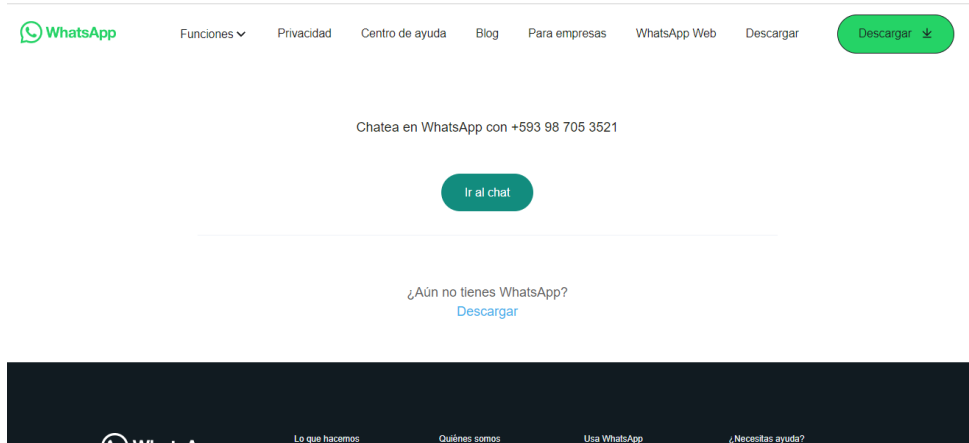 WhatsApp
Funciones Privacidad Centro de ayuda Blog Para empresas WhatsApp Web Descargar Descargar
Chatea en WhatsApp con +593 98 705 3521
Ir al chat
¿Aún no tienes WhatsApp?
Descargar
WhatsApp
Lo que hacemos Quiénes somos Usa WhatsApp ¿Necesitas ayuda?